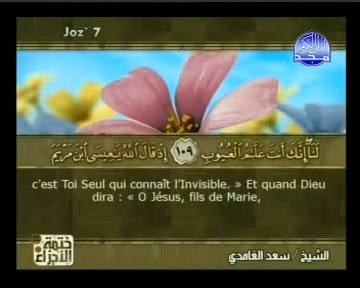 Joz' 7
المجد
لَنَآ إِنَّكَ أَنتَ عَلَّٰمُ ٱلْغُيُوبِ ١٠٩ إِذْ قَالَ ٱللَّهُ يَٰعِيسَى ٱبْنَ مَرْيَمَ
c'est Toi Seul qui connaît l'Invisible. » Et quand Dieu
dira : « O Jésus, fils de Marie,
ختمة
الأجزاء
الشيخ / سعد الغامدي